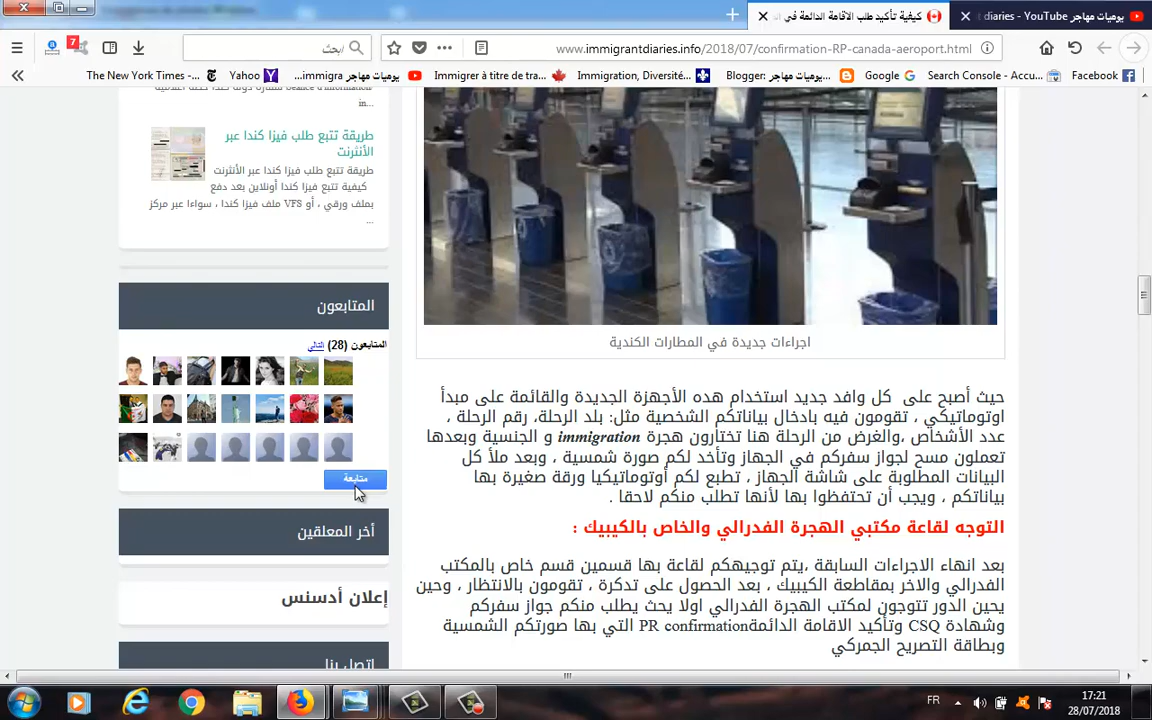 كيفية تأكيد طلب الاقامة الدائمة في ال
diaries - YouTube يوميات مهاجر
7
ابحث
www.immigrantdiaries.info/2018/07/confirmation-RP-canada-aeroport.html
The New York Times -...
Yahoo
يوميات مهاجر immigra...
Immigrer à titre de tra...
Immigration, Diversité...
Blogger: يوميات مهاجر...
Google
Search Console - Accu...
Facebook
in...
طريقة تتبع طلب فيزا كندا عبر
الأنترنت
طريقة تتبع طلب فيزا كندا عبر الأنترنت
كيفية تتبع فيزا كندا أونلاين بعد دفع
ملف فيزا كندا ، سواءا عبر مركز VFS بملف ورقي ، أو
...
المتابعون
المتابعون (28) التالي
متابعة
أخر المعلقين
إعلان أدسنس
اتصل بنا
اجراءات جديدة في المطارات الكندية
حيث أصبح على كل وافد جديد استخدام هده الأجهزة الجديدة والقائمة على مبدأ
اوتوماتيكي ، تقومون فيه بادخال بياناتكم الشخصية مثل: بلد الرحلة، رقم الرحلة ،
عدد الأشخاص ،والغرض من الرحلة هنا تختارون هجرة immigration و الجنسية وبعدها
تعملون مسح لجواز سفركم في الجهاز وتأخد لكم صورة شمسية ، وبعد ملأ كل
البيانات المطلوبة على شاشة الجهاز ، تطبع لكم أوتوماتيكيا ورقة صغيرة بها
بياناتكم ، ويجب أن تحتفظوا بها لأنها تطلب منكم لاحقا .
التوجه لقاعة مكتبي الهجرة الفدرالي والخاص بالكيبيك :
بعد انهاء الاجراءات السابقة ،يتم توجيهكم لقاعة بها قسمين قسم خاص بالمكتب
الفدرالي والاخر بمقاطعة الكيبيك ، بعد الحصول على تدكرة ، تقومون بالانتظار ، وحين
يحين الدور تتوجون لمكتب الهجرة الفدرالي اولا يحث يطلب منكم جواز سفركم
وشهادة CSQ وتأكيد الاقامة الدائمةPR confirmation التي بها صورتكم الشمسية
وبطاقة التصريح الجمركي
FR
17:21
28/07/2018